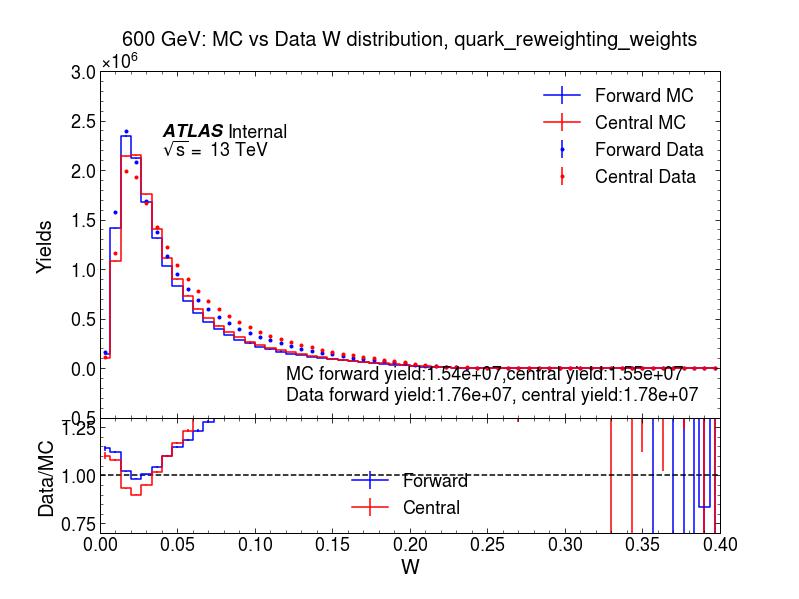 600 GeV: MC vs Data W distribution, quark_reweighting_weights
×10⁶
3.0
2.5
2.0
1.5
1.0
0.5
0.0
0.5
Yields
ATLAS Internal
√s = 13 TeV
Forward MC
Central MC
Forward Data
Central Data
MC forward yield:1.54e+07,central yield:1.55e+07
Data forward yield:1.76e+07, central yield:1.78e+07
1.25
1.00
0.75
Data/MC
Forward
Central
0.00 0.05 0.10 0.15 0.20 0.25 0.30 0.35 0.40
W